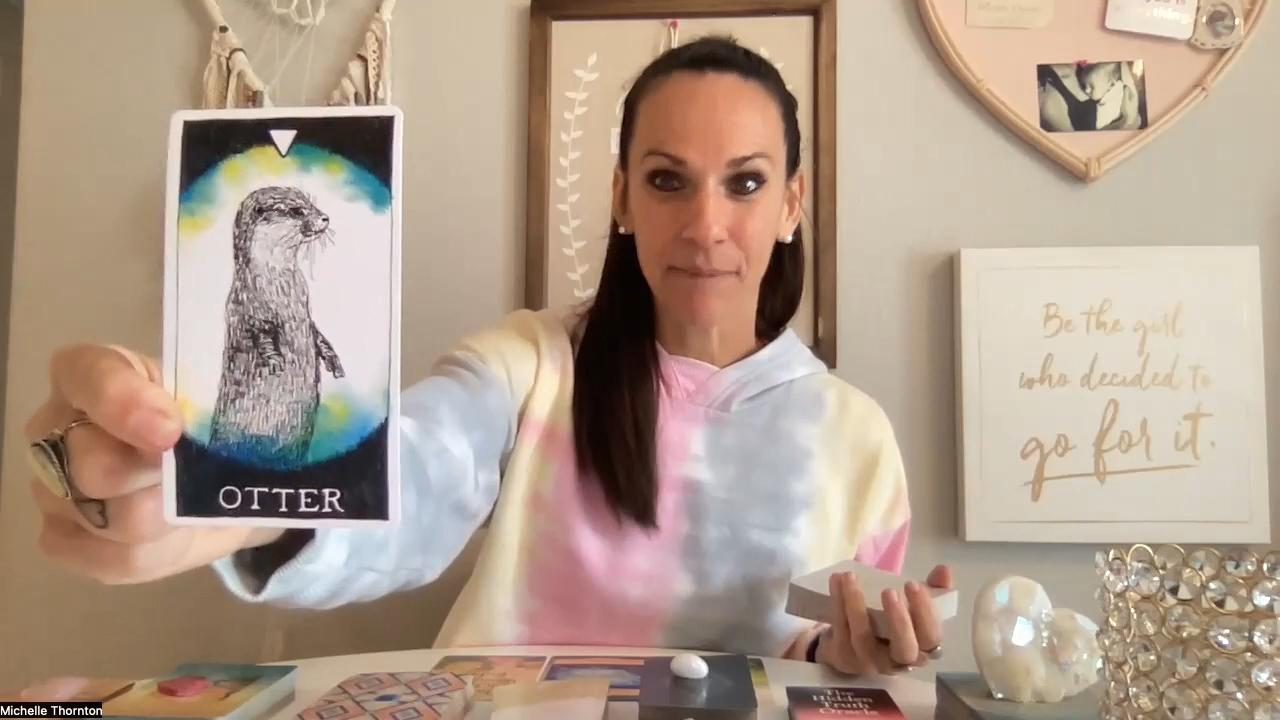 OTTER
Be the girl
who decided to
go for it.
The
Hidden
Truth
Oracle
Michelle Thornton